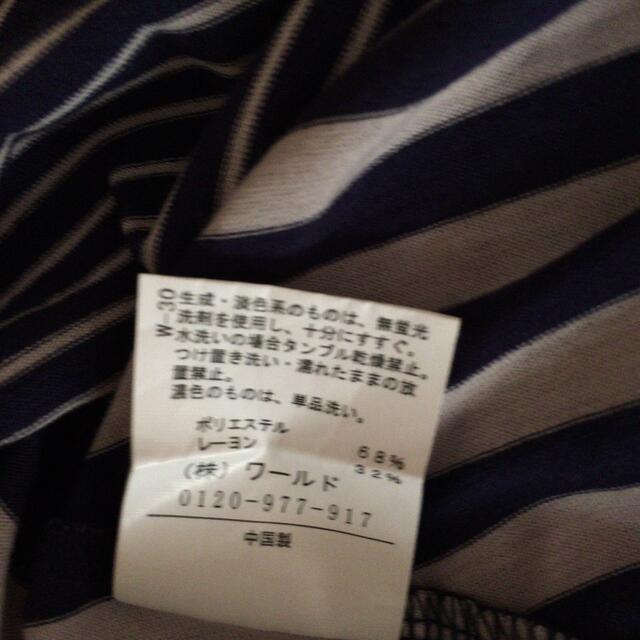 ○生成・淡色系のものは、無蛍光
洗剤を使用し、十分にすすぐ。
水洗いの場合タンブル乾燥禁止。
つけ置き洗い・濡れたままの放
置禁止。
濃色のものは、単品洗い。
ポリエステル 68%
レーヨン 32%
(株) ワールド
0120-977-917
中国製